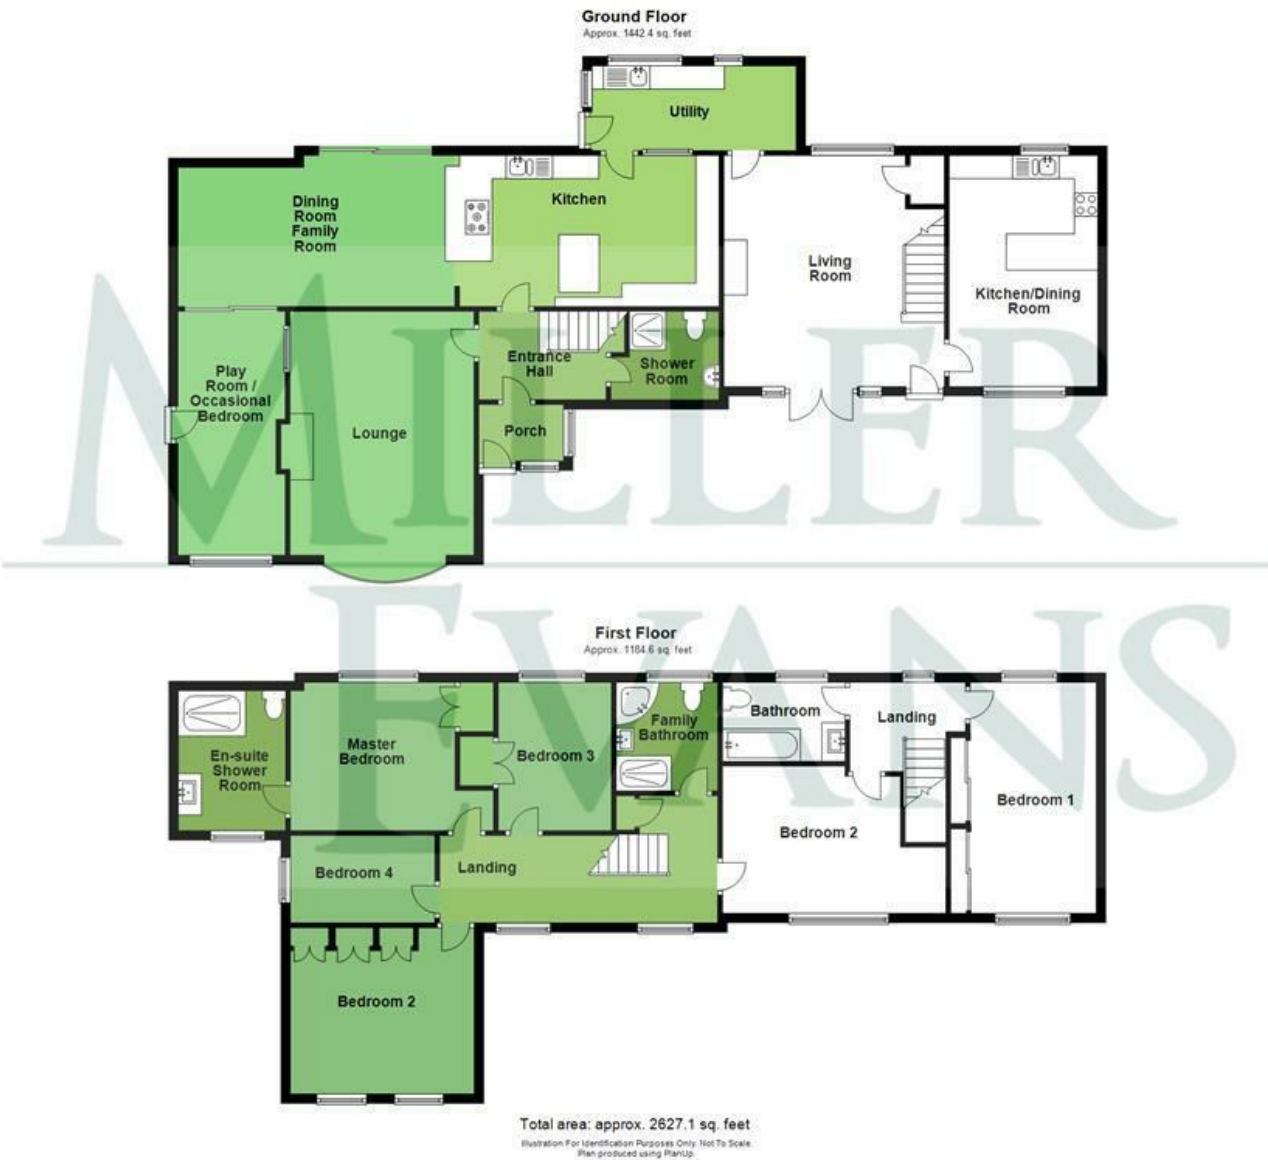 Ground Floor
Approx. 1442.4 sq. feet
Utility
Dining
Room
Family
Room
Kitchen
Living
Room
Kitchen/Dining
Room
Play
Room /
Occasional
Bedroom
Entrance
Hall
Shower
Room
Lounge
Porch
MILLER
EVANS
First Floor
Approx. 1184.6 sq. feet
En-suite
Shower
Room
Master
Bedroom
Bedroom 3
Family
Bathroom
Bathroom
Landing
Bedroom 1
Bedroom 2
Bedroom 4
Landing
Bedroom 2
Total area: approx. 2627.1 sq. feet
Illustration For Identification Purposes Only. Not To Scale.
Plan produced using PlanUp.